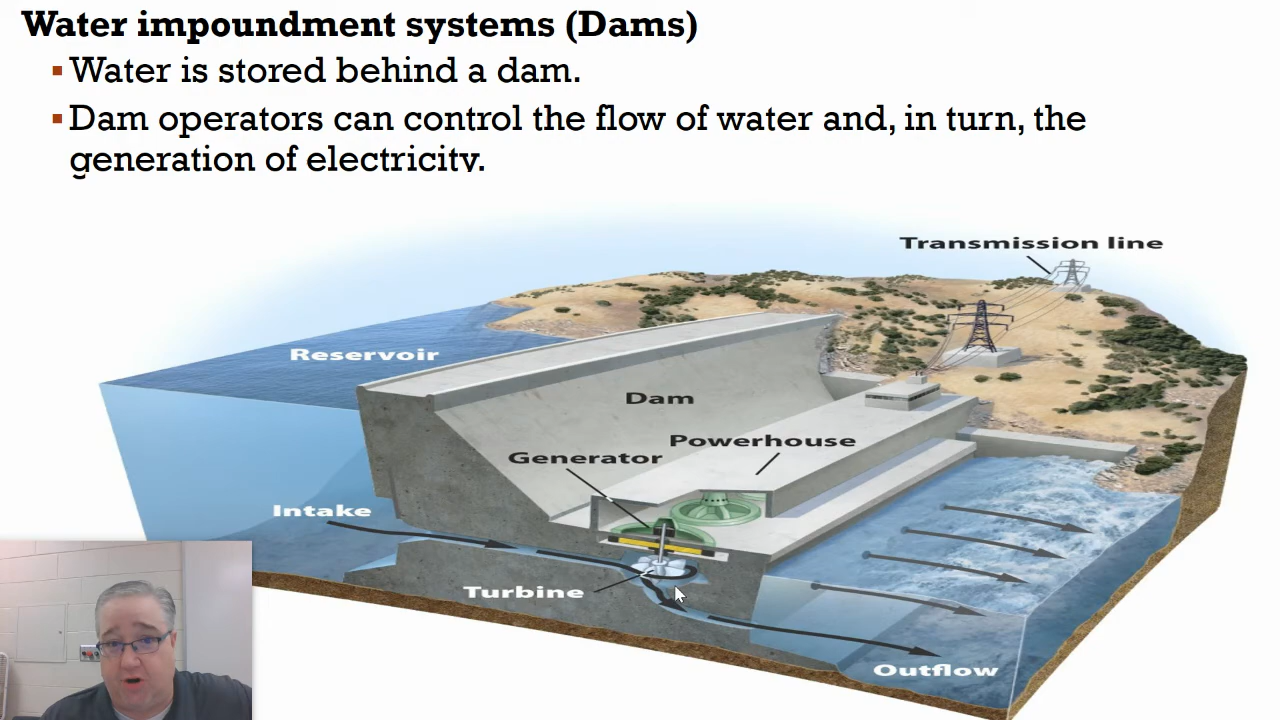 Water impoundment systems (Dams)
Water is stored behind a dam.
Dam operators can control the flow of water and, in turn, the
generation of electricity.
Transmission line
Reservoir
Dam
Powerhouse
Generator
Intake
Turbine
Outflow